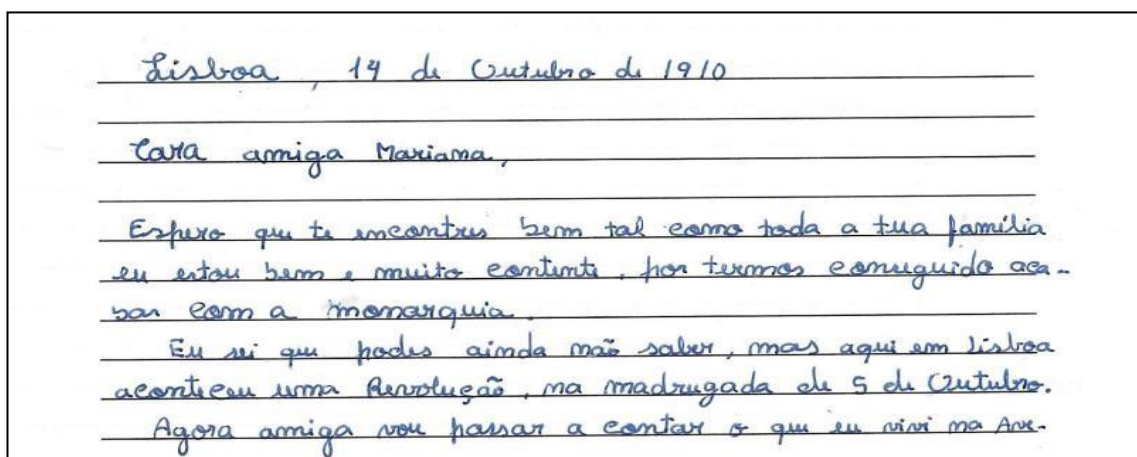 Lisboa, 14 de Outubro de 1910
Cara amiga Mariana,
Espero que te encontres bem tal como toda a tua família
eu estou bem e muito contente, por termos conseguido aca-
bar com a monarquia.
Eu sei que podes ainda não saber, mas aqui em Lisboa
aconteceu uma Revolução, na madrugada de 5 de Outubro.
Agora amiga vou passar a contar o que eu vivi na Ave-